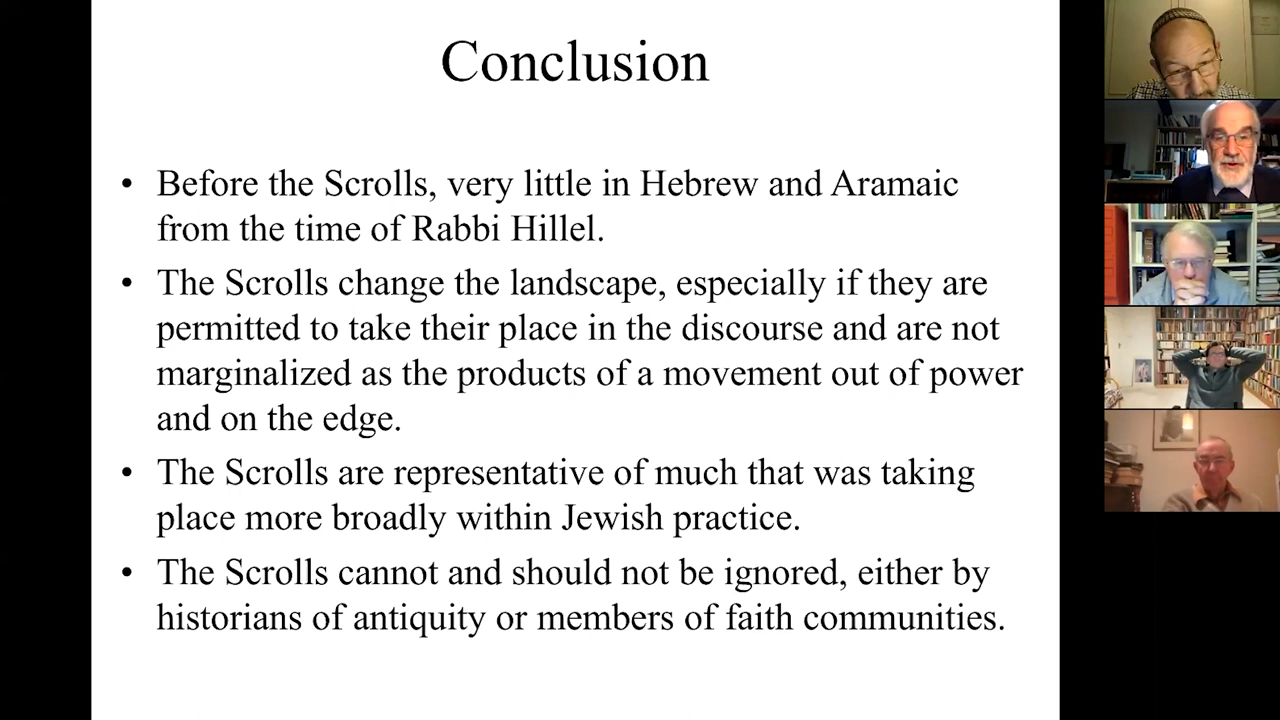 Conclusion
• Before the Scrolls, very little in Hebrew and Aramaic
from the time of Rabbi Hillel.
• The Scrolls change the landscape, especially if they are
permitted to take their place in the discourse and are not
marginalized as the products of a movement out of power
and on the edge.
• The Scrolls are representative of much that was taking
place more broadly within Jewish practice.
• The Scrolls cannot and should not be ignored, either by
historians of antiquity or members of faith communities.